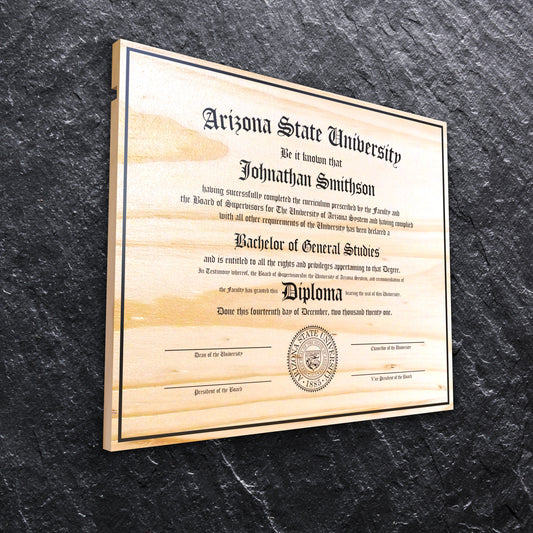 Arizona State University
Be it known that
Johnathan Smithson
having successfully completed the curriculum prescribed by the Faculty and
the Board of Supervisors for The University of Arizona System and having complied
with all other requirements of the University has been declared a
Bachelor of General Studies
and is entitled to all the rights and privileges appertaining to that Degree.
In Testimony whereof, the Board of Supervisors for the University of Arizona System, and recommendation of
the Faculty has granted this Diploma bearing the seal of this University.
Done this fourteenth day of December, two thousand twenty one.
Dean of the University
Chancellor of the University
ARIZONA STATE UNIVERSITY
1885
President of the Board
Vice President of the Board